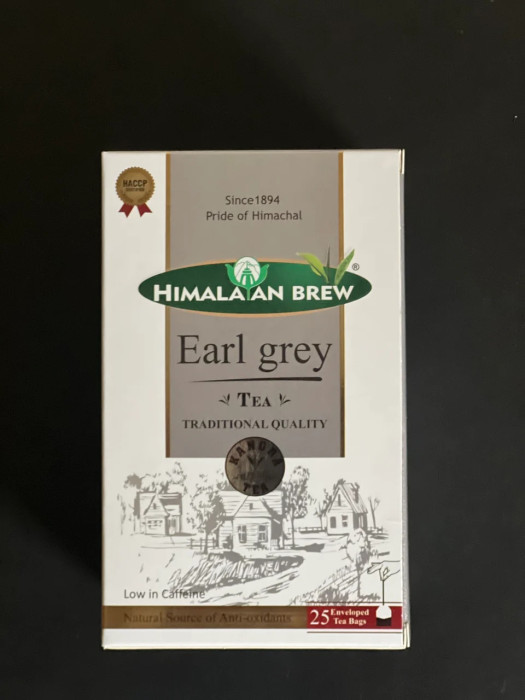 HACCP
CERTIFIED
Since1894
Pride of Himachal
HIMALAYAN BREW®
Earl grey
TEA
TRADITIONAL QUALITY
KANGRA
TEA
Low in Caffeine
Natural Source of Anti-oxidants
25 Enveloped
Tea Bags